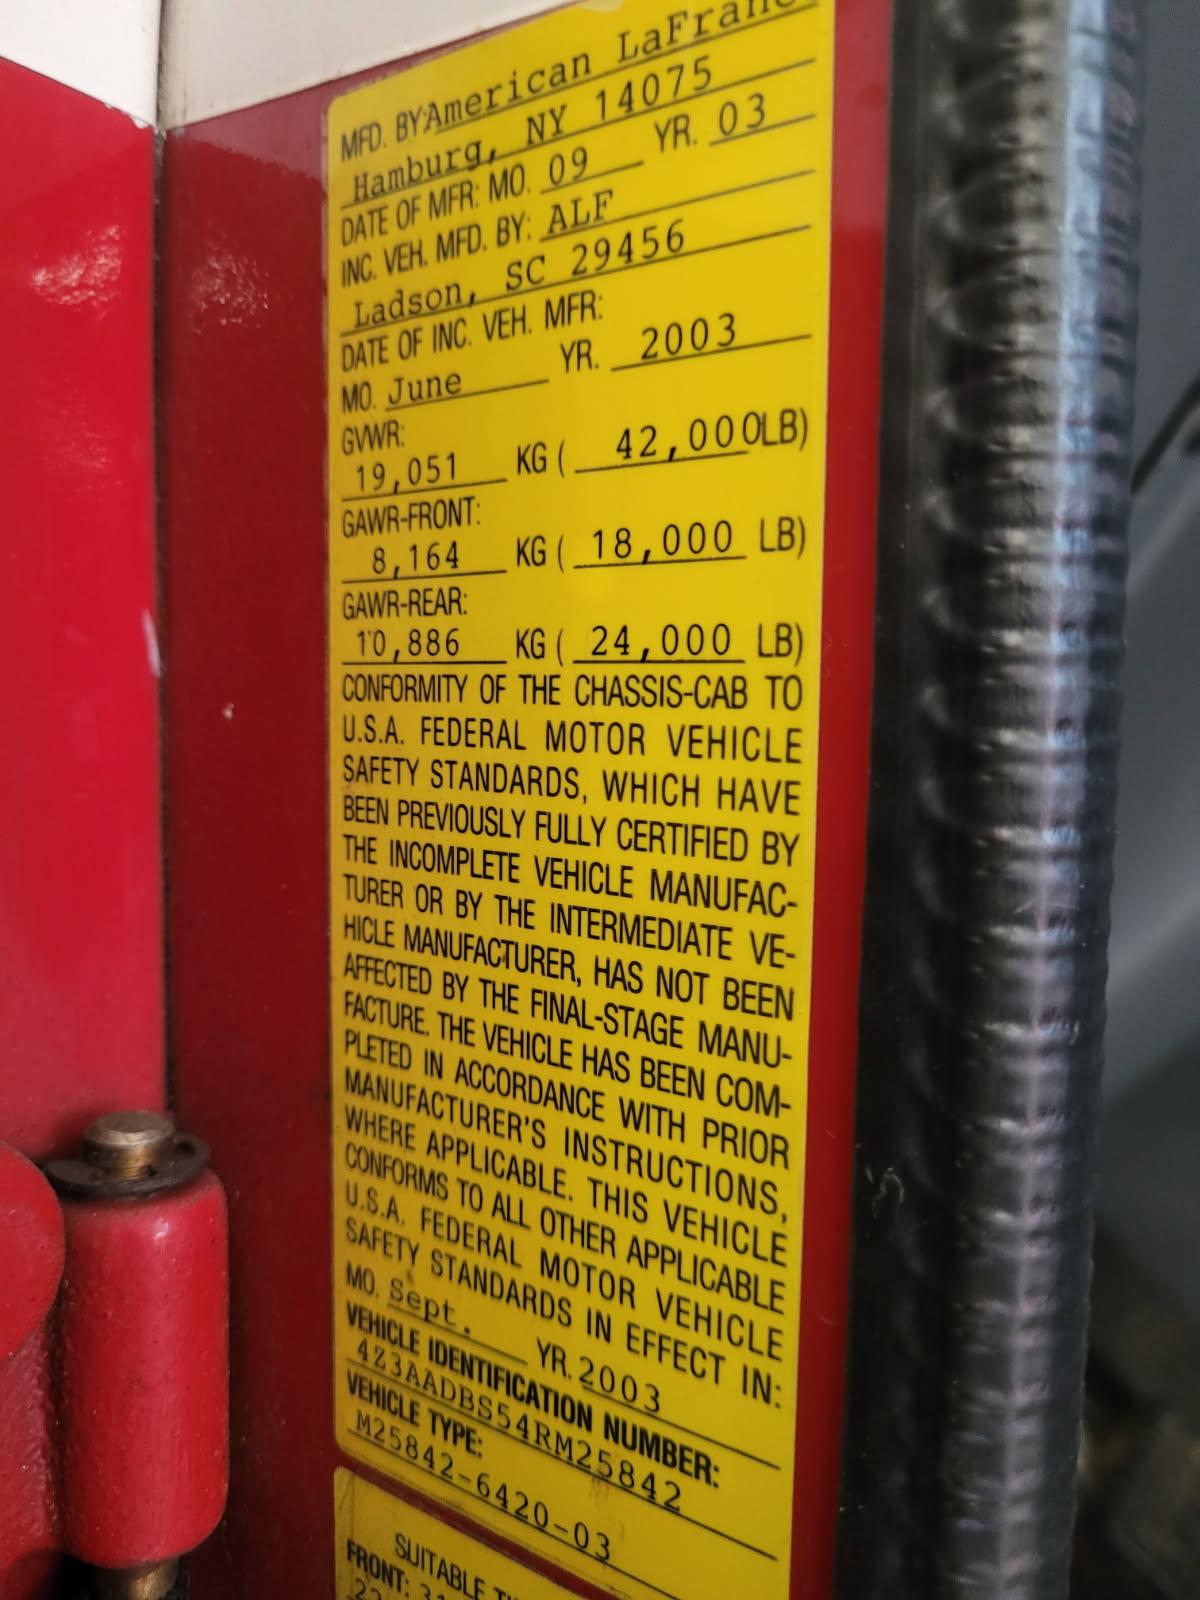 MFD. BY: American LaFranc
Hamburg, NY 14075
DATE OF MFR: MO. 09 YR. 03
INC. VEH. MFD. BY: ALF
Ladson, SC 29456
DATE OF INC. VEH. MFR:
MO. June YR. 2003
GVWR:
19,051 KG ( 42,000LB)
GAWR-FRONT:
8,164 KG ( 18,000 LB)
GAWR-REAR:
10,886 KG ( 24,000 LB)
CONFORMITY OF THE CHASSIS-CAB TO
U.S.A. FEDERAL MOTOR VEHICLE
SAFETY STANDARDS, WHICH HAVE
BEEN PREVIOUSLY FULLY CERTIFIED BY
THE INCOMPLETE VEHICLE MANUFAC-
TURER OR BY THE INTERMEDIATE VE-
HICLE MANUFACTURER, HAS NOT BEEN
AFFECTED BY THE FINAL-STAGE MANU-
FACTURE. THE VEHICLE HAS BEEN COM-
PLETED IN ACCORDANCE WITH PRIOR
MANUFACTURER'S INSTRUCTIONS,
WHERE APPLICABLE. THIS VEHICLE
CONFORMS TO ALL OTHER APPLICABLE
U.S.A. FEDERAL MOTOR VEHICLE
SAFETY STANDARDS IN EFFECT IN:
MO. Sept. YR. 2003
VEHICLE IDENTIFICATION NUMBER:
4Z3AADBS54RM25842
VEHICLE TYPE:
M25842-6420-03
SUITABLE
FRONT: